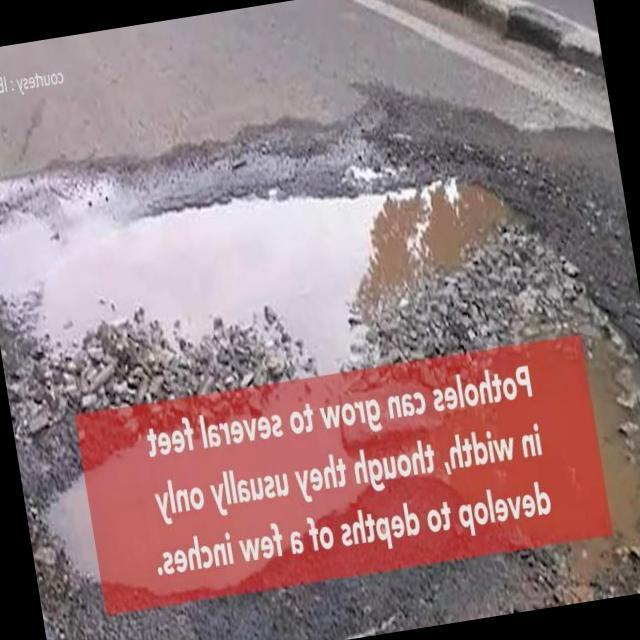 courtesy :
Potholes can grow to several feet
in width, though they usually only
develop to depths of a few inches.